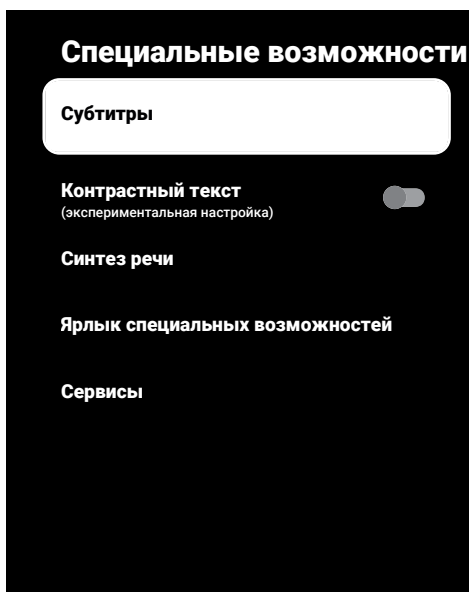 Специальные возможности
Субтитры
Контрастный текст
(экспериментальная настройка)
Синтез речи
Ярлык специальных возможностей
Сервисы